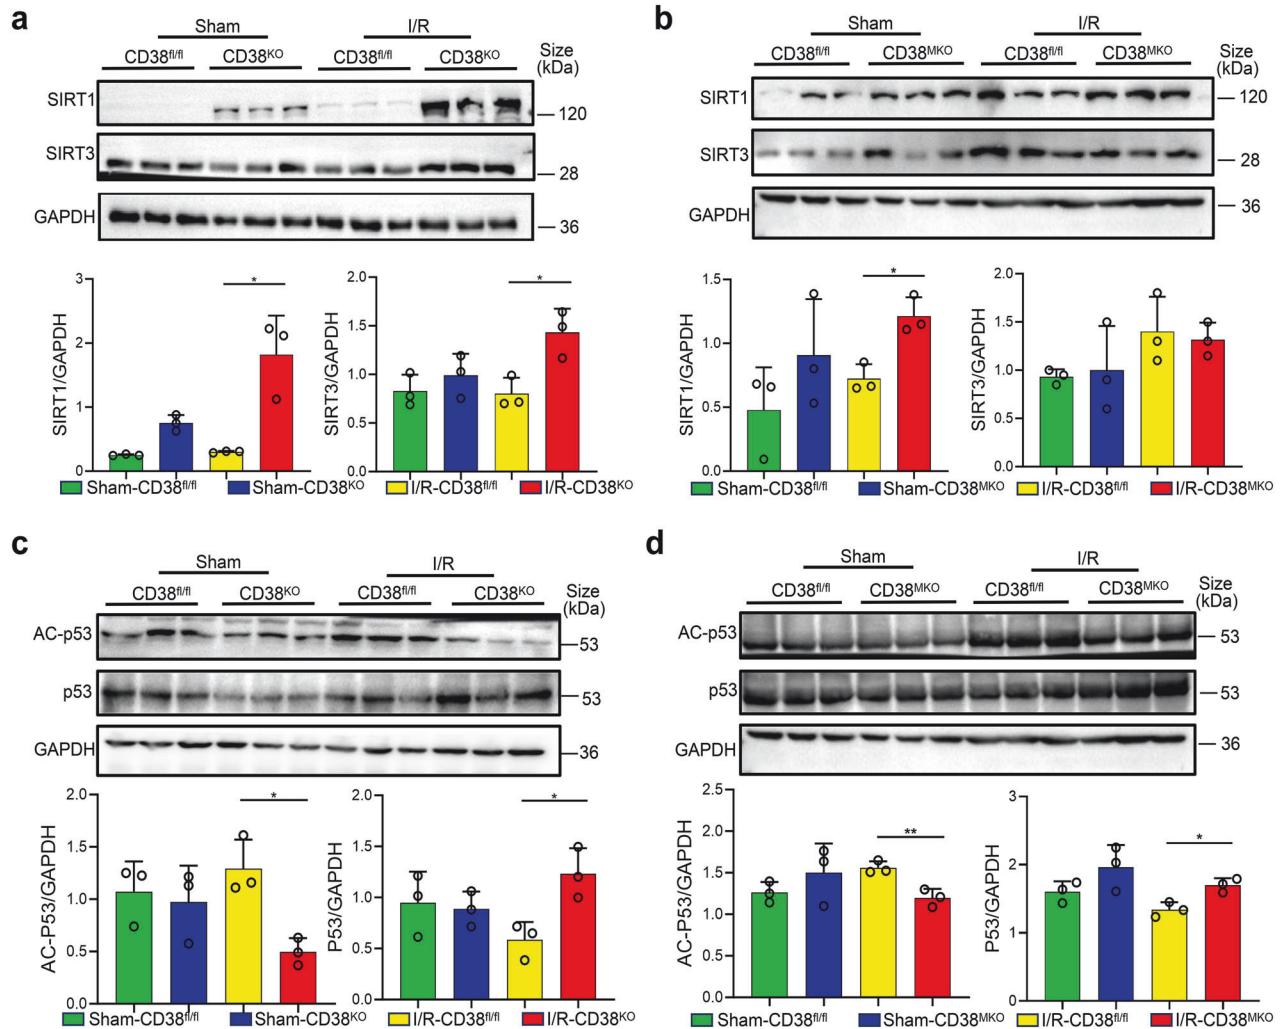 a
Sham I/R
CD38fl/fl CD38KO CD38fl/fl CD38KO Size (kDa)
SIRT1 120
SIRT3 28
GAPDH 36
SIRT1/GAPDH
3
2
1
0
*
SIRT3/GAPDH
2.0
1.5
1.0
0.5
0.0
*
Sham-CD38fl/fl Sham-CD38KO I/R-CD38fl/fl I/R-CD38KO
b
Sham I/R
CD38fl/fl CD38MKO CD38fl/fl CD38MKO Size (kDa)
SIRT1 120
SIRT3 28
GAPDH 36
SIRT1/GAPDH
1.5
1.0
0.5
0.0
*
SIRT3/GAPDH
2.0
1.5
1.0
0.5
0.0
Sham-CD38fl/fl Sham-CD38MKO I/R-CD38fl/fl I/R-CD38MKO
c
Sham I/R
CD38fl/fl CD38KO CD38fl/fl CD38KO Size (kDa)
AC-p53 53
p53 53
GAPDH 36
AC-P53/GAPDH
2.0
1.5
1.0
0.5
0.0
*
P53/GAPDH
2.0
1.5
1.0
0.5
0.0
*
Sham-CD38fl/fl Sham-CD38KO I/R-CD38fl/fl I/R-CD38KO
d
Sham I/R
CD38fl/fl CD38MKO CD38fl/fl CD38MKO Size (kDa)
AC-p53 53
p53 53
GAPDH 36
AC-P53/GAPDH
2.5
2.0
1.5
1.0
0.5
0.0
**
P53/GAPDH
3
2
1
0
*
Sham-CD38fl/fl Sham-CD38MKO I/R-CD38fl/fl I/R-CD38MKO